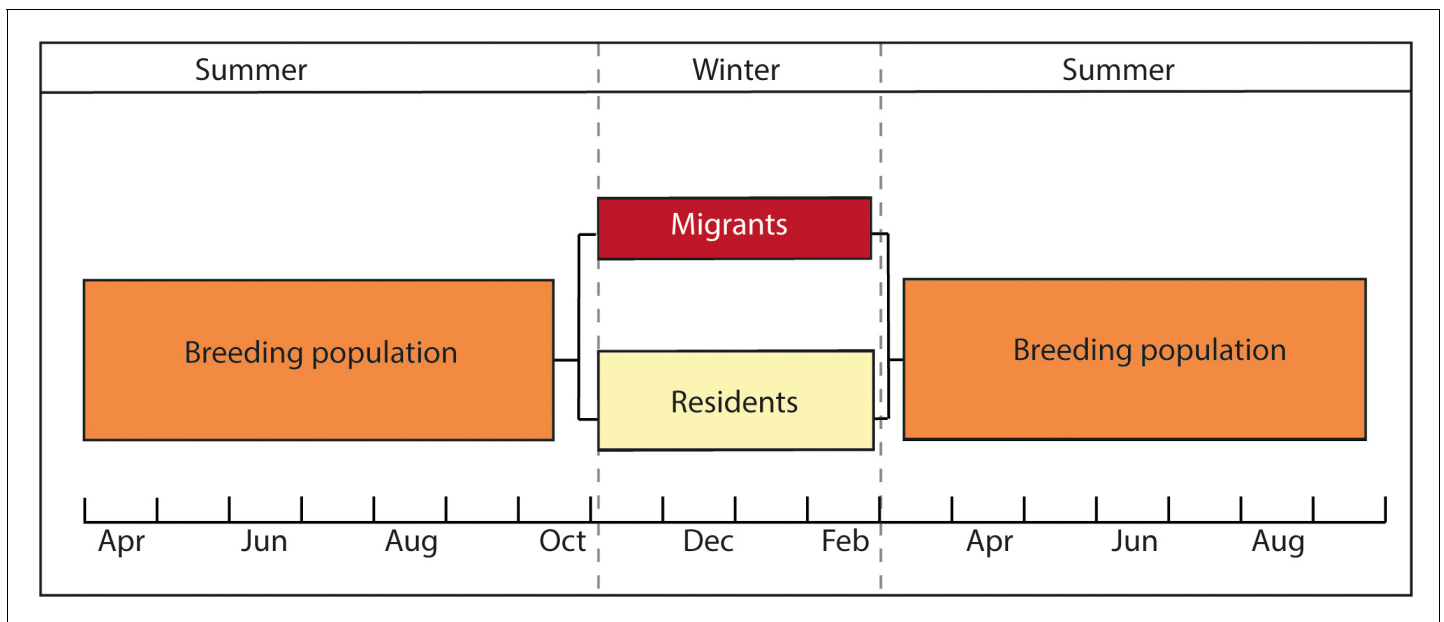 Summer Winter Summer
Migrants
Breeding population Residents Breeding population
Apr Jun Aug Oct Dec Feb Apr Jun Aug